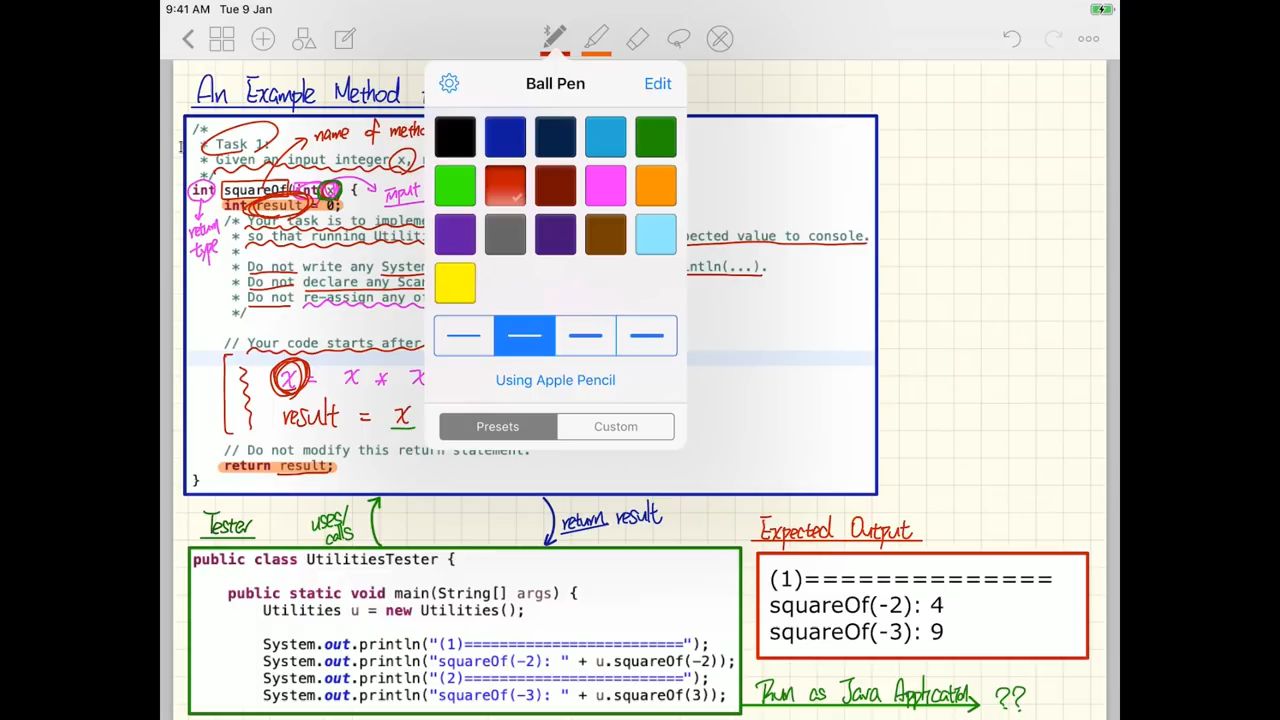 9:41 AM Tue 9 Jan
Ball Pen
Edit
An Example Method
/*
* Task 1:
name of metho
* Given an input integer x,
*/
int squareOf(int x) {
input
int result = 0;
return type
/* Your task is to impleme
* so that running Utilit
pected value to console.
*
* Do not write any System
ntln(...).
* Do not declare any Scan
* Do not re-assign any of
*/
// Your code starts after
x = x * x
result = x
Using Apple Pencil
Presets
Custom
// Do not modify this return statement.
return result;
}
Tester
uses/
calls
return result
Expected Output
public class UtilitiesTester {
public static void main(String[] args) {
Utilities u = new Utilities();
System.out.println("(1)=========================");
System.out.println("squareOf(-2): " + u.squareOf(-2));
System.out.println("(2)=========================");
System.out.println("squareOf(-3): " + u.squareOf(3));
(1)==============
squareOf(-2): 4
squareOf(-3): 9
Run as Java Application ??